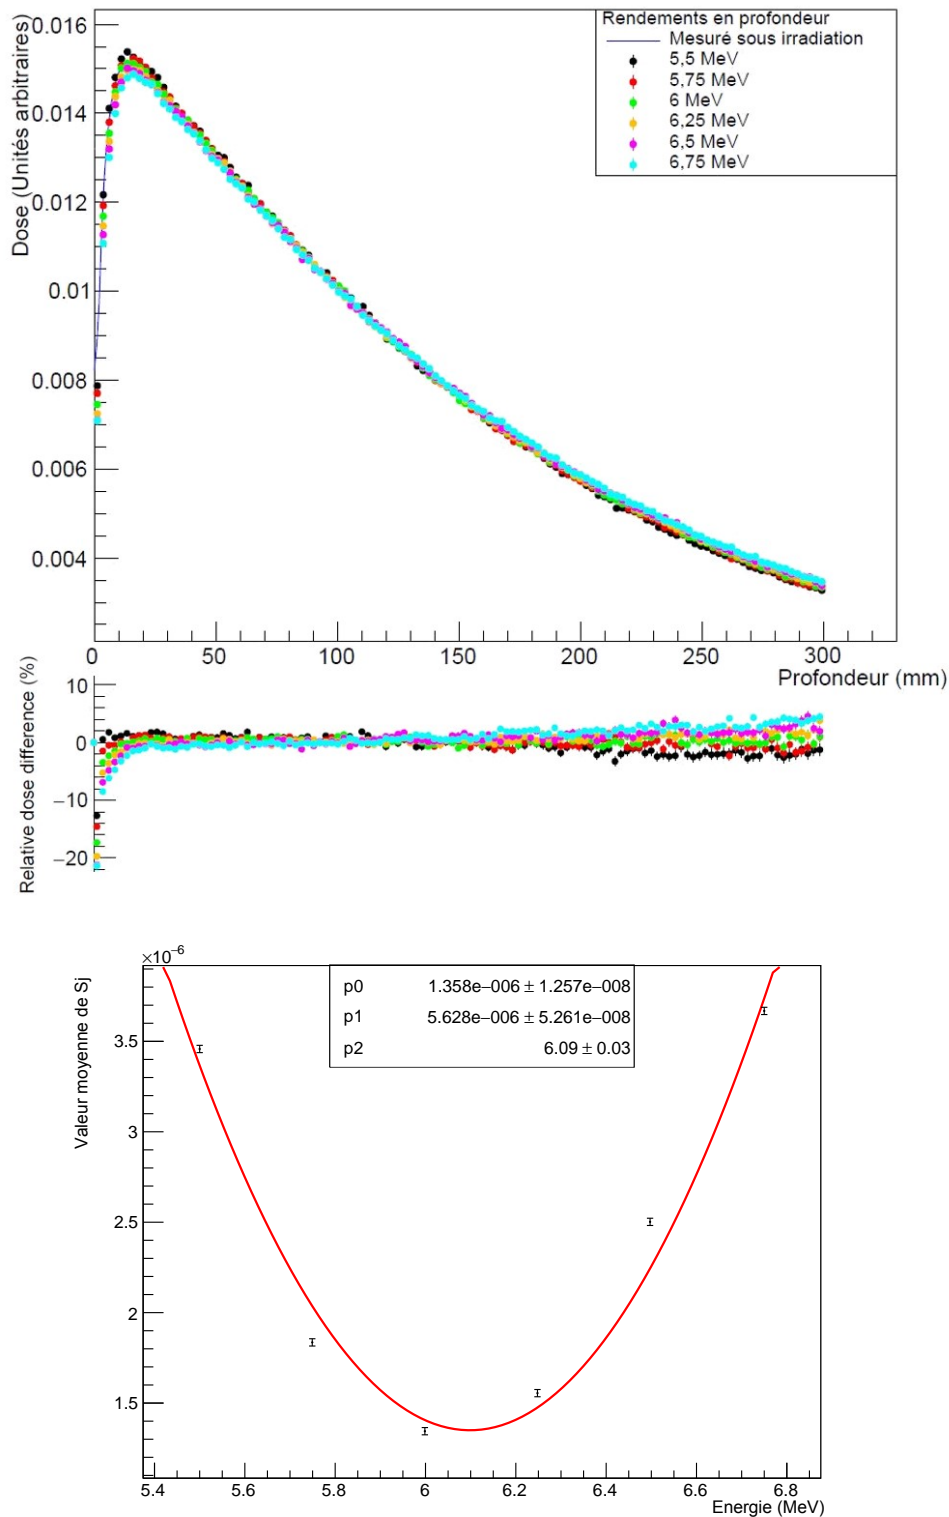 0.016
0.014
0.012
0.01
0.008
0.006
0.004
Dose (Unités arbitraires)
Rendements en profondeur
Mesuré sous irradiation
5,5 MeV
5,75 MeV
6 MeV
6,25 MeV
6,5 MeV
6,75 MeV
0 50 100 150 200 250 300
Profondeur (mm)
10
0
−10
−20
Relative dose difference (%)
×10−6
3.5
3
2.5
2
1.5
Valeur moyenne de Sj
p0 1.358e−006 ± 1.257e−008
p1 5.628e−006 ± 5.261e−008
p2 6.09 ± 0.03
5.4 5.6 5.8 6 6.2 6.4 6.6 6.8
Energie (MeV)